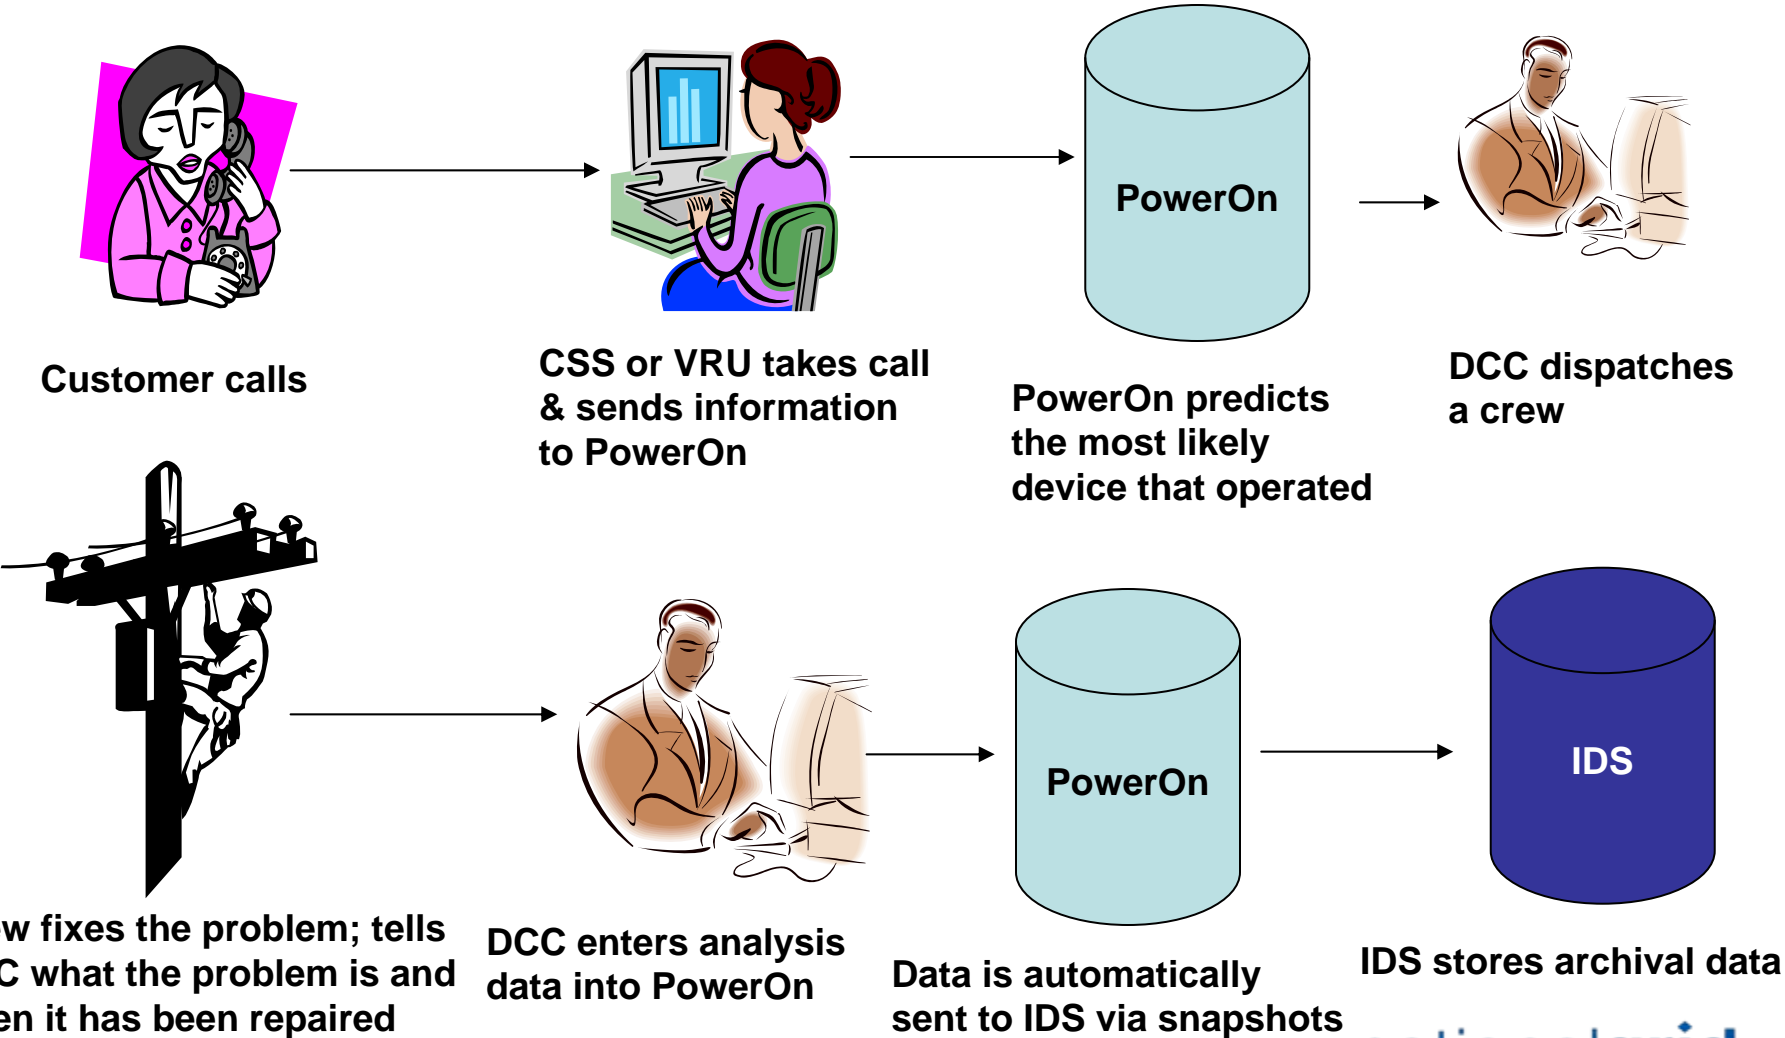 PowerOn
Customer calls
CSS or VRU takes call
& sends information
to PowerOn
PowerOn predicts
the most likely
device that operated
DCC dispatches
a crew
PowerOn
IDS
fixes the problem; tells
what the problem is and
it has been repaired
DCC enters analysis
data into PowerOn
Data is automatically
sent to IDS via snapshots
IDS stores archival data